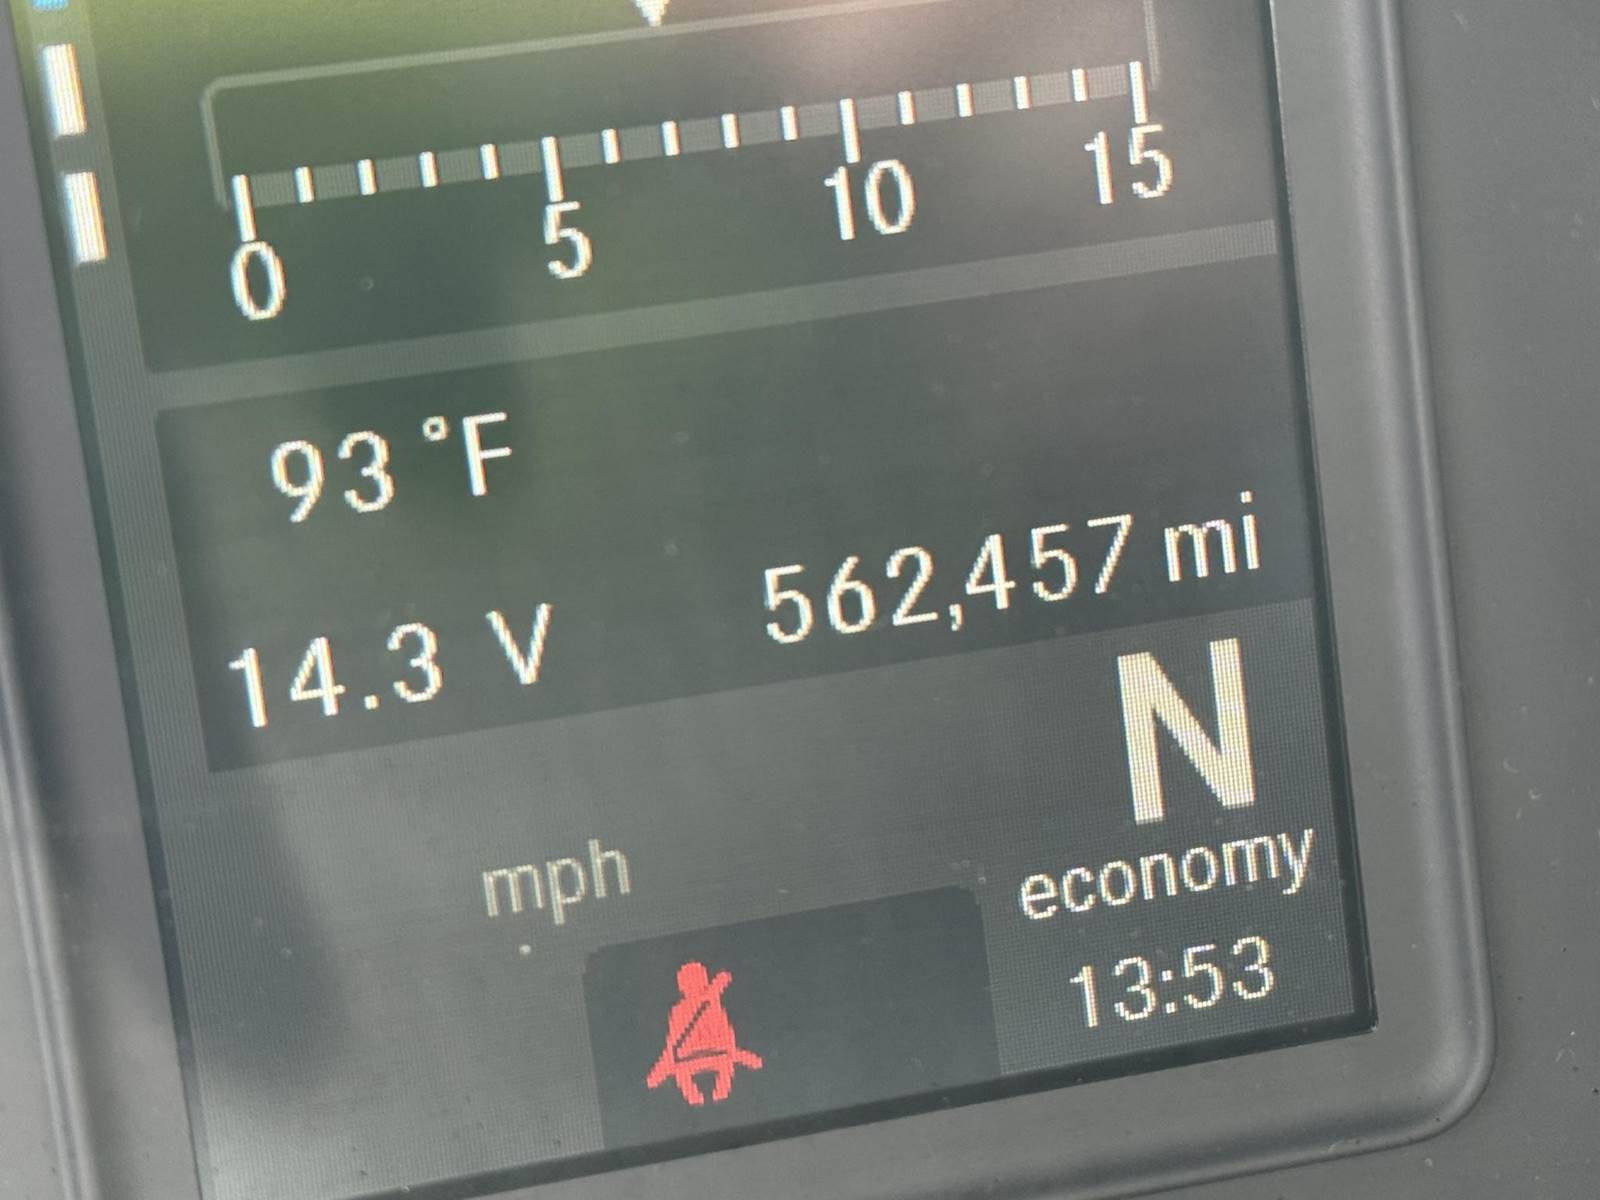 0 5 10 15
93 °F
14.3 V 562,457 mi
N
mph economy
13:53